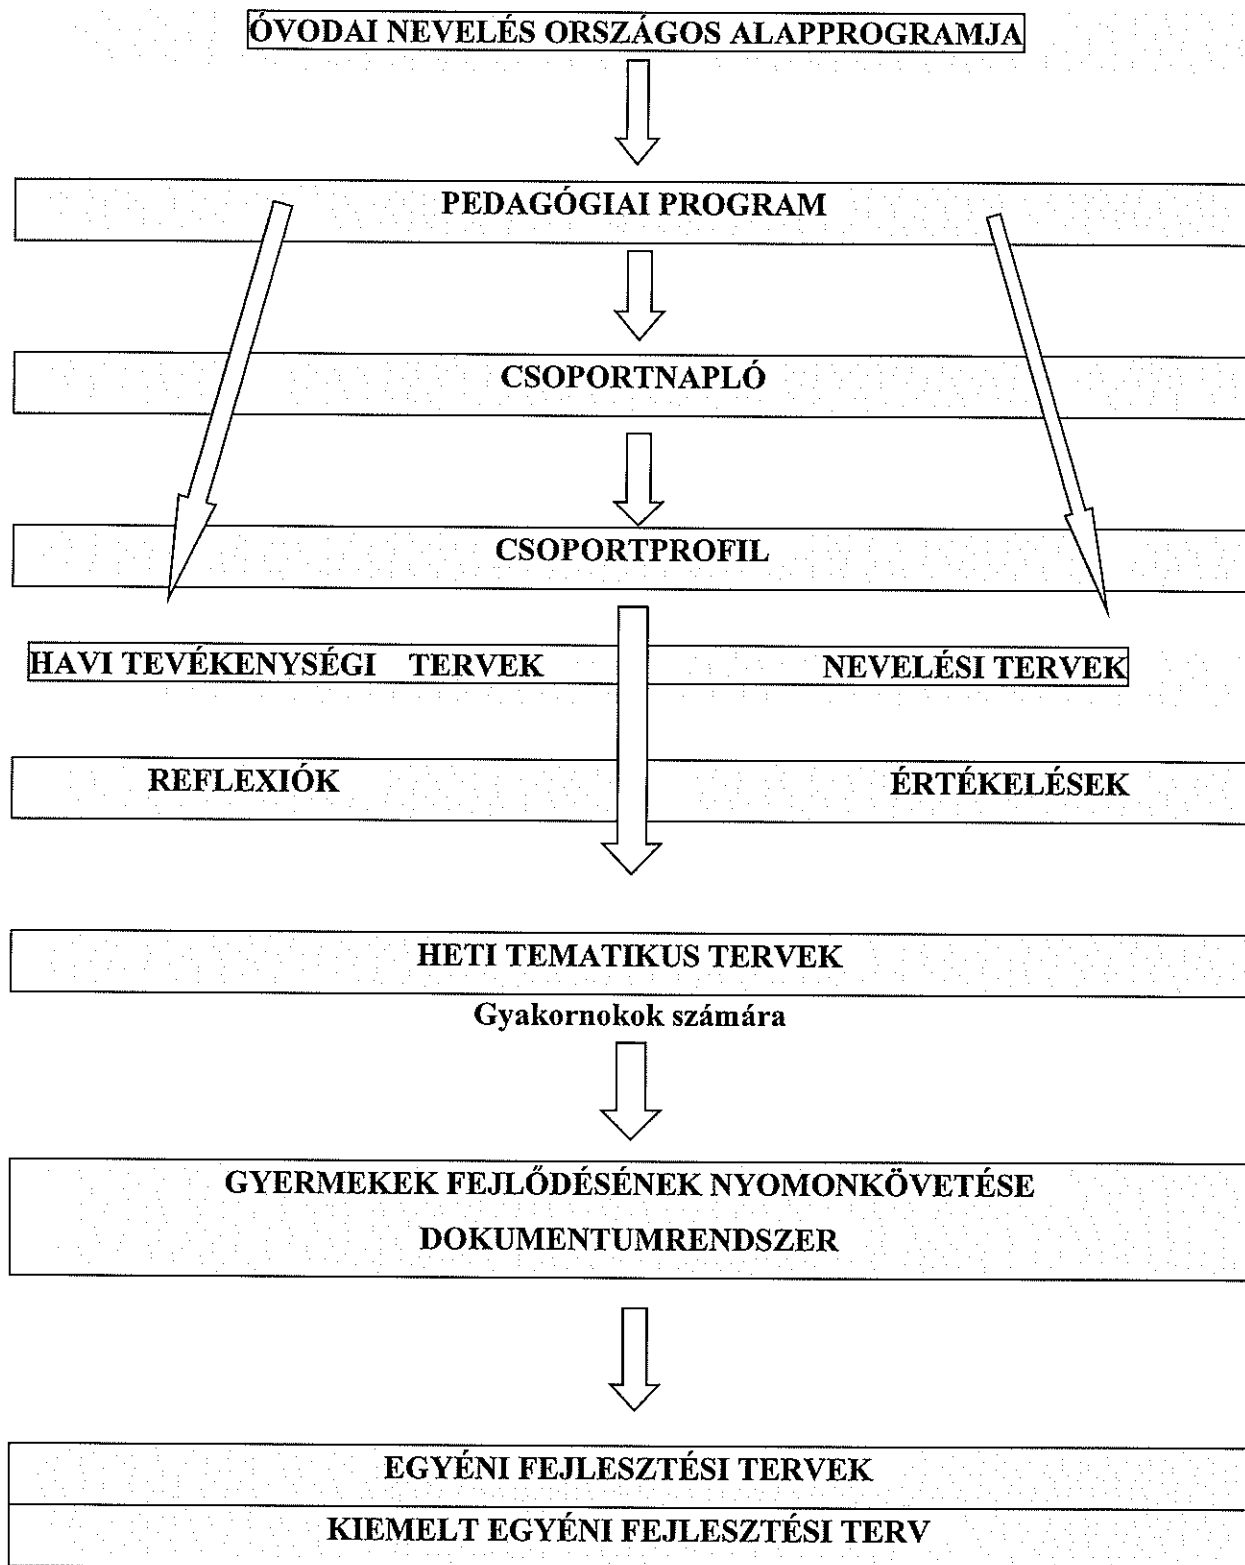 ÓVODAI NEVELÉS ORSZÁGOS ALAPPROGRAMJA
PEDAGÓGIAI PROGRAM
CSOPORTNAPLÓ
CSOPORTPROFIL
HAVI TEVÉKENYSÉGI TERVEK NEVELÉSI TERVEK
REFLEXIÓK ÉRTÉKELÉSEK
HETI TEMATIKUS TERVEK
Gyakornokok számára
GYERMEKEK FEJLŐDÉSÉNEK NYOMONKÖVETÉSE
DOKUMENTUMRENDSZER
EGYÉNI FEJLESZTÉSI TERVEK
KIEMELT EGYÉNI FEJLESZTÉSI TERV